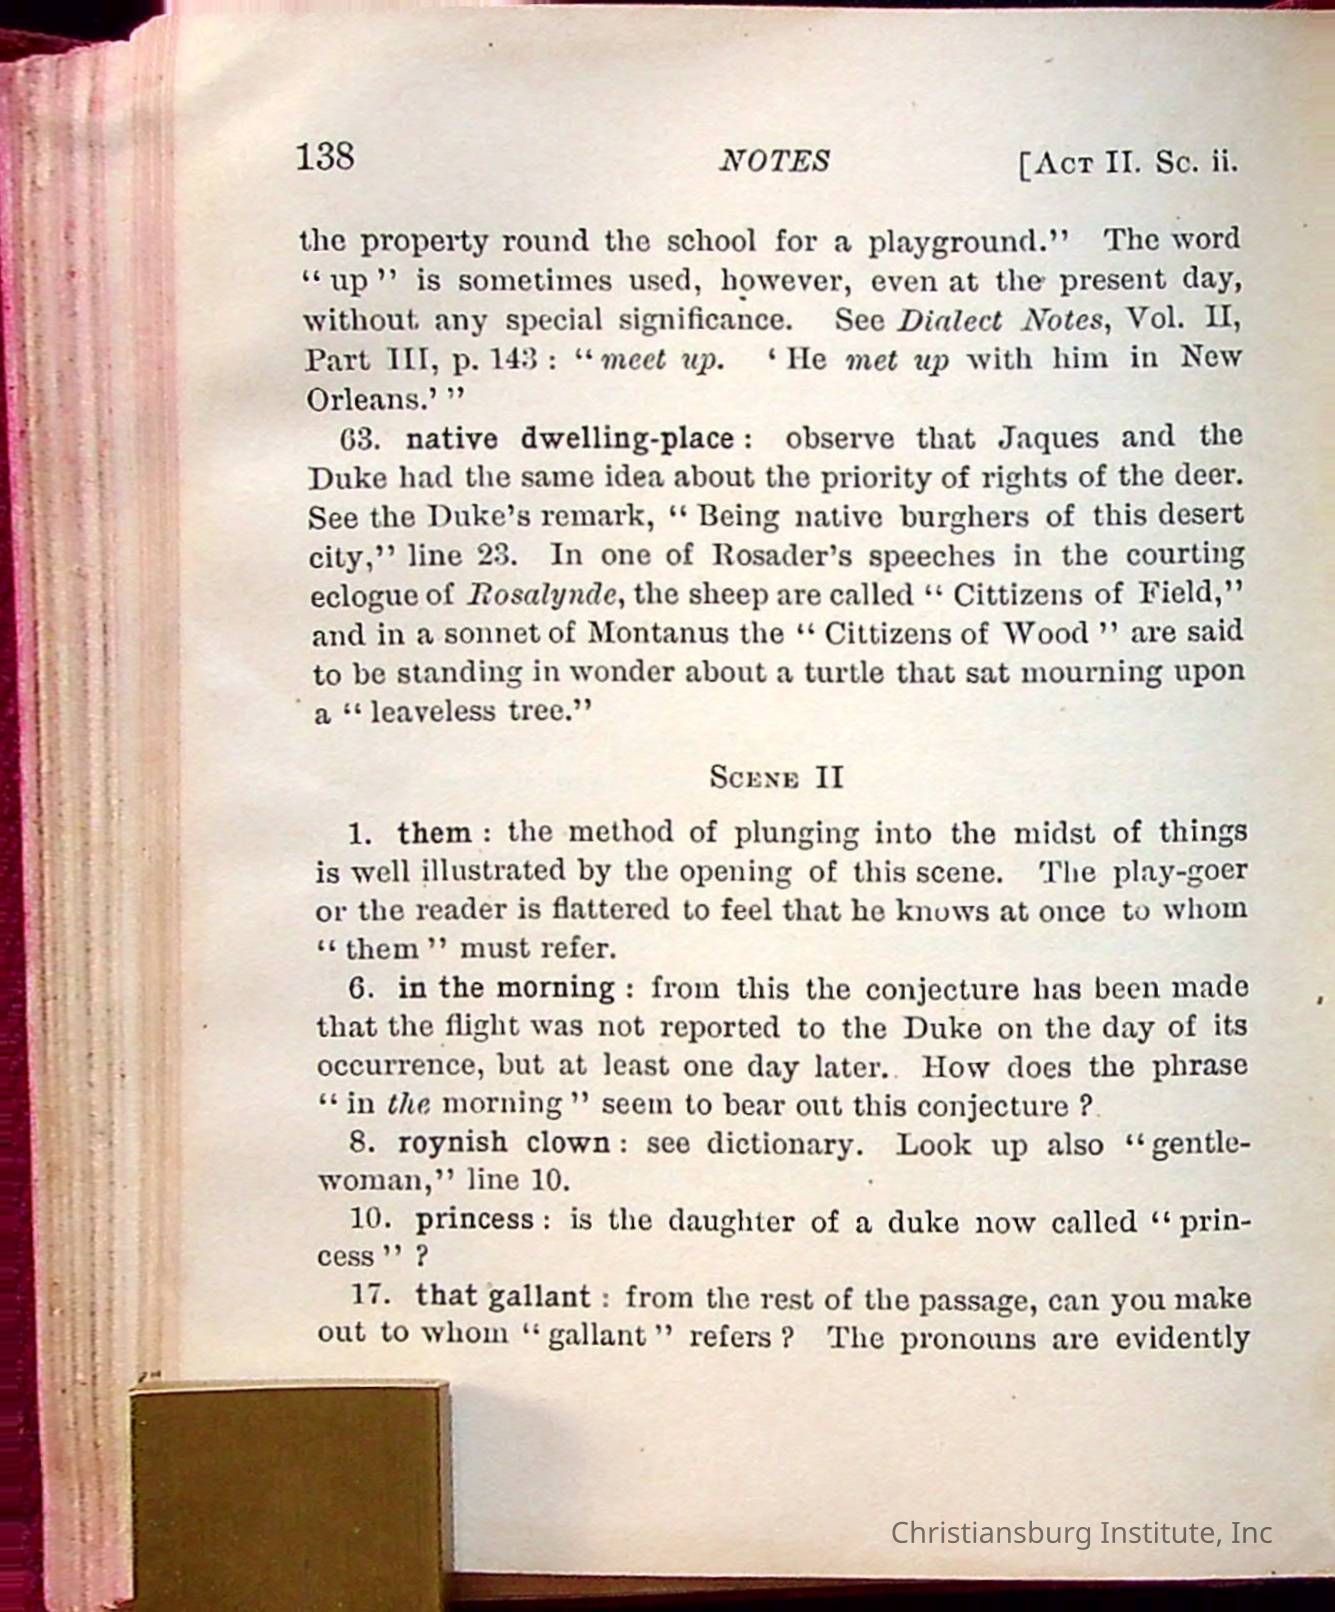 138 NOTES [ACT II. Sc. ii.
the property round the school for a playground.” The word
“up” is sometimes used, however, even at the present day,
without any special significance. See Dialect Notes, Vol. II,
Part III, p. 143 : “meet up. ‘He met up with him in New
Orleans.’”
63. native dwelling-place : observe that Jaques and the
Duke had the same idea about the priority of rights of the deer.
See the Duke’s remark, “Being native burghers of this desert
city,” line 23. In one of Rosader’s speeches in the courting
eclogue of Rosalynde, the sheep are called “Cittizens of Field,”
and in a sonnet of Montanus the “Cittizens of Wood” are said
to be standing in wonder about a turtle that sat mourning upon
a “leaveless tree.”
SCENE II
1. them : the method of plunging into the midst of things
is well illustrated by the opening of this scene. The play-goer
or the reader is flattered to feel that he knows at once to whom
“them” must refer.
6. in the morning : from this the conjecture has been made
that the flight was not reported to the Duke on the day of its
occurrence, but at least one day later. How does the phrase
“in the morning” seem to bear out this conjecture ?
8. roynish clown : see dictionary. Look up also “gentle-
woman,” line 10.
10. princess : is the daughter of a duke now called “prin-
cess” ?
17. that gallant : from the rest of the passage, can you make
out to whom “gallant” refers ? The pronouns are evidently
Christiansburg Institute, Inc